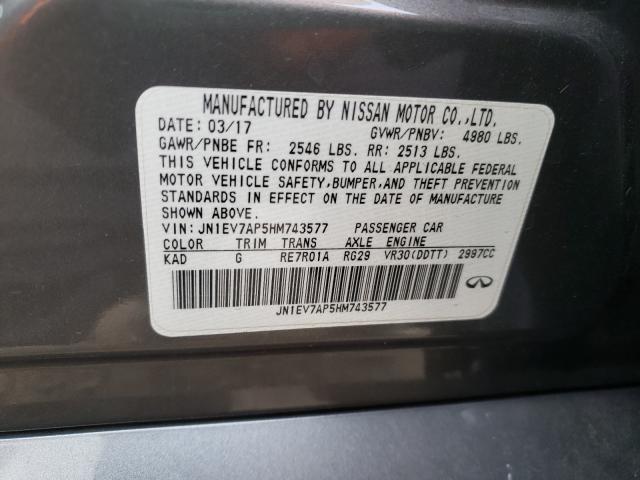 MANUFACTURED BY NISSAN MOTOR CO.,LTD.
DATE: 03/17 GVWR/PNBV: 4980 LBS.
GAWR/PNBE FR: 2546 LBS. RR: 2513 LBS.
THIS VEHICLE CONFORMS TO ALL APPLICABLE FEDERAL
MOTOR VEHICLE SAFETY,BUMPER,AND THEFT PREVENTION
STANDARDS IN EFFECT ON THE DATE OF MANUFACTURE
SHOWN ABOVE.
VIN: JN1EV7AP5HM743577 PASSENGER CAR
COLOR TRIM TRANS AXLE ENGINE
KAD G RE7R01A RG29 VR30(DDTT) 2997CC
JN1EV7AP5HM743577